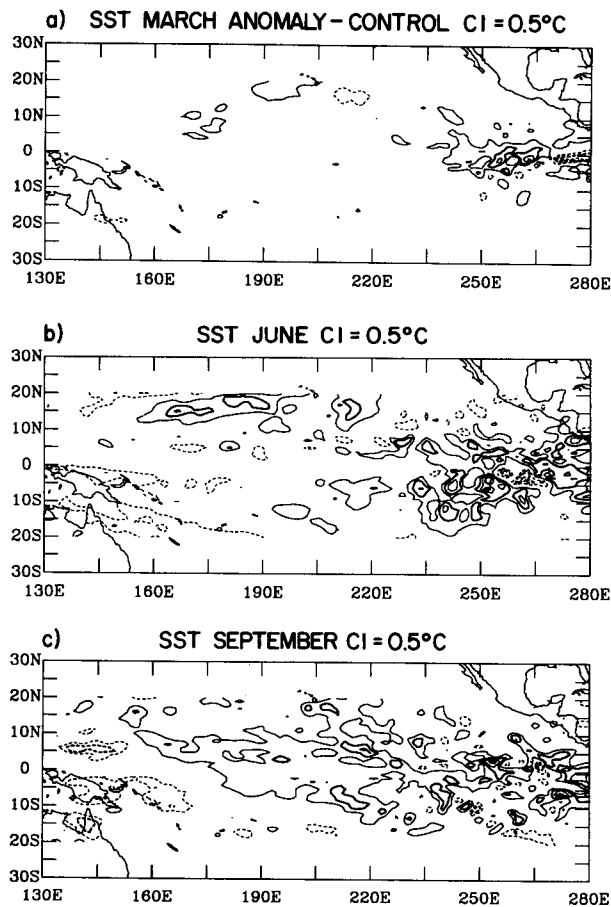 a) SST MARCH ANOMALY-CONTROL CI=0.5°C
30N
20N
10N
0
10S
20S
30S
130E 160E 190E 220E 250E 280E
b) SST JUNE CI=0.5°C
30N
20N
10N
0
10S
20S
30S
130E 160E 190E 220E 250E 280E
c) SST SEPTEMBER CI=0.5°C
30N
20N
10N
0
10S
20S
30S
130E 160E 190E 220E 250E 280E